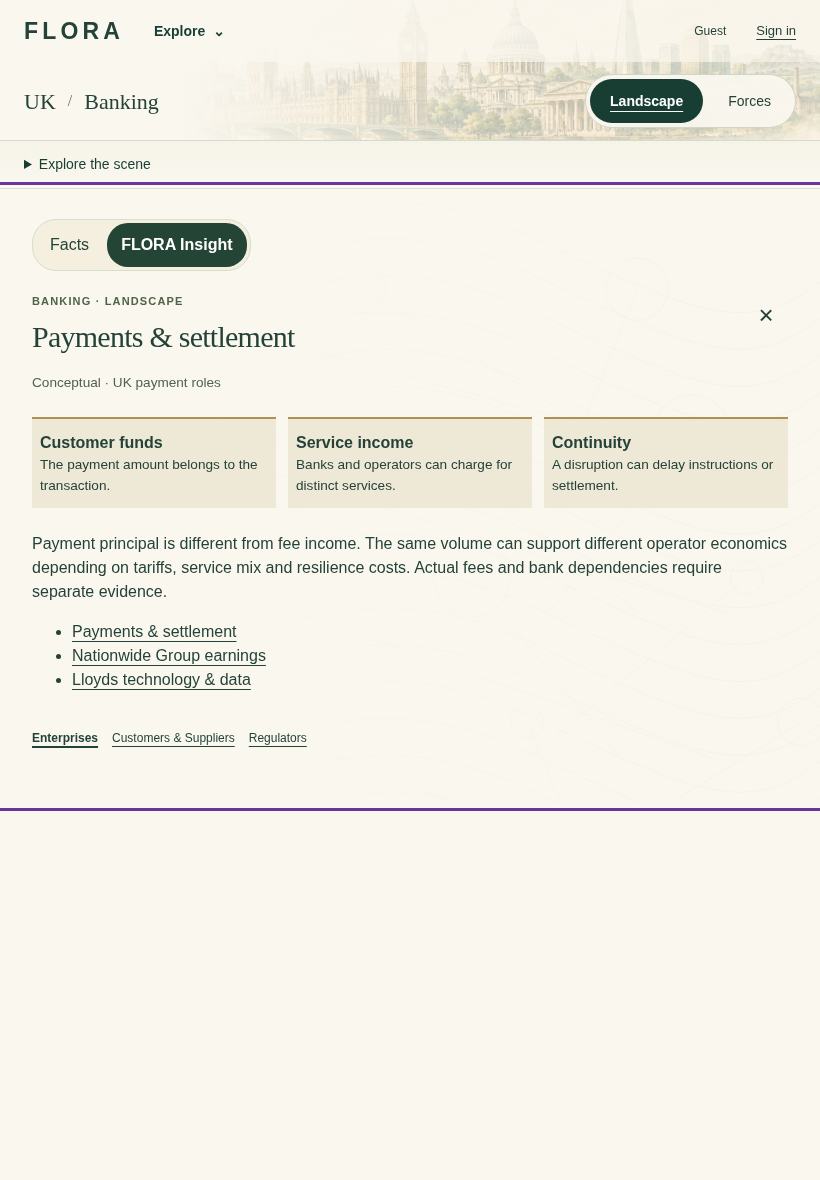 FLORA
Explore
Guest
Sign in
UK / Banking
Landscape
Forces
Explore the scene
Facts
FLORA Insight
BANKING · LANDSCAPE
Payments & settlement
Conceptual · UK payment roles
Customer funds
The payment amount belongs to the
transaction.
Service income
Banks and operators can charge for
distinct services.
Continuity
A disruption can delay instructions or
settlement.
Payment principal is different from fee income. The same volume can support different operator economics
depending on tariffs, service mix and resilience costs. Actual fees and bank dependencies require
separate evidence.
Payments & settlement
Nationwide Group earnings
Lloyds technology & data
Enterprises
Customers & Suppliers
Regulators